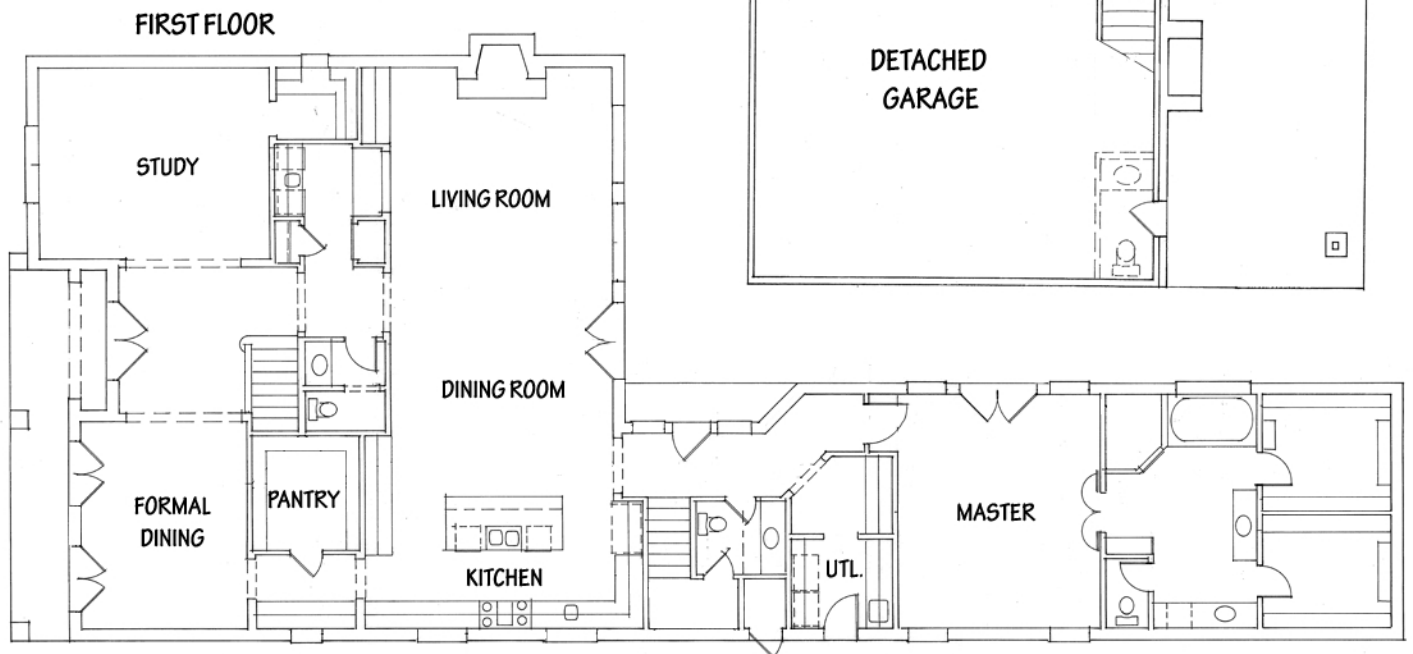 FIRST FLOOR
DETACHED
GARAGE
STUDY
LIVING ROOM
DINING ROOM
FORMAL
DINING
PANTRY
KITCHEN
UTL.
MASTER